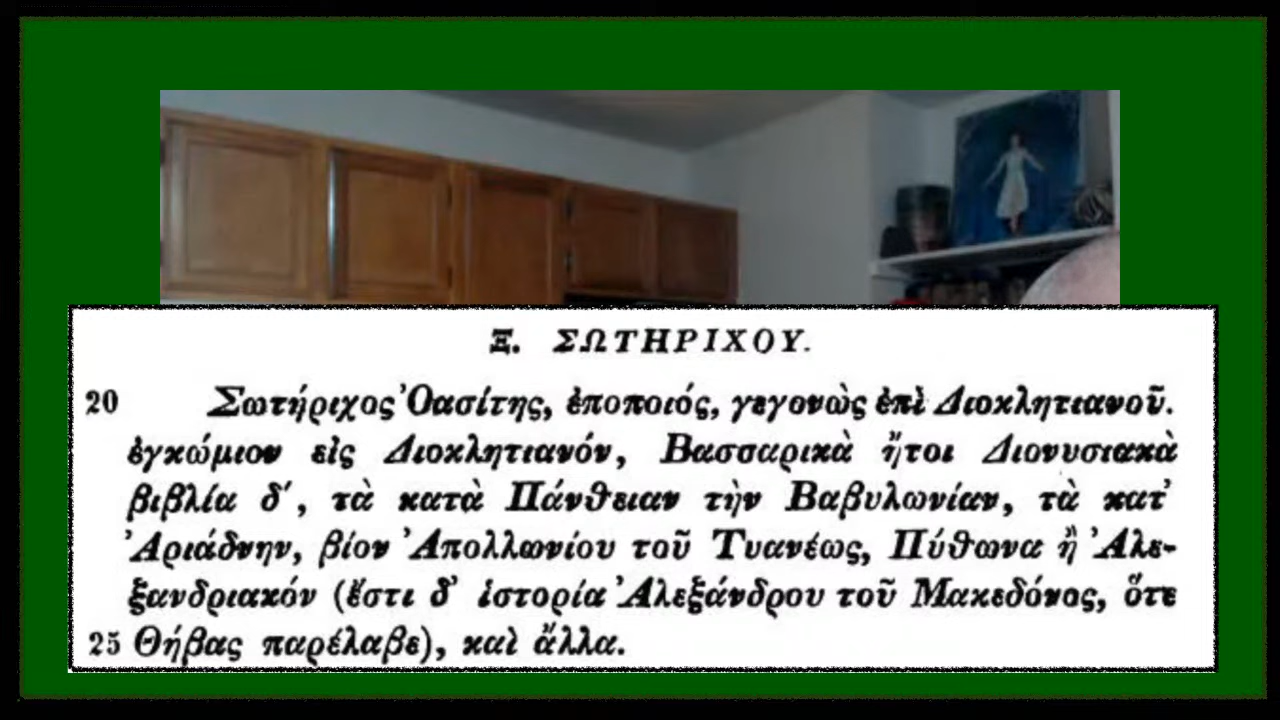 Ξ. ΣΩΤΗΡΙΧΟΥ.
20 Σωτήριχος Ὀασίτης, ἐποποιός, γεγονὼς ἐπὶ Διοκλητιανοῦ.
ἐγκώμιον εἰς Διοκλητιανόν, Βασσαρικὰ ἤτοι Διονυσιακὰ
βιβλία δ΄, τὰ κατὰ Πάνθειαν τὴν Βαβυλωνίαν, τὰ κατ᾽
Ἀριάδνην, βίον Ἀπολλωνίου τοῦ Τυανέως, Πύθωνα ἢ Ἀλε-
ξανδριακόν (ἔστι δ᾽ ἱστορία Ἀλεξάνδρου τοῦ Μακεδόνος, ὅτε
25 Θήβας παρέλαβε), καὶ ἄλλα.